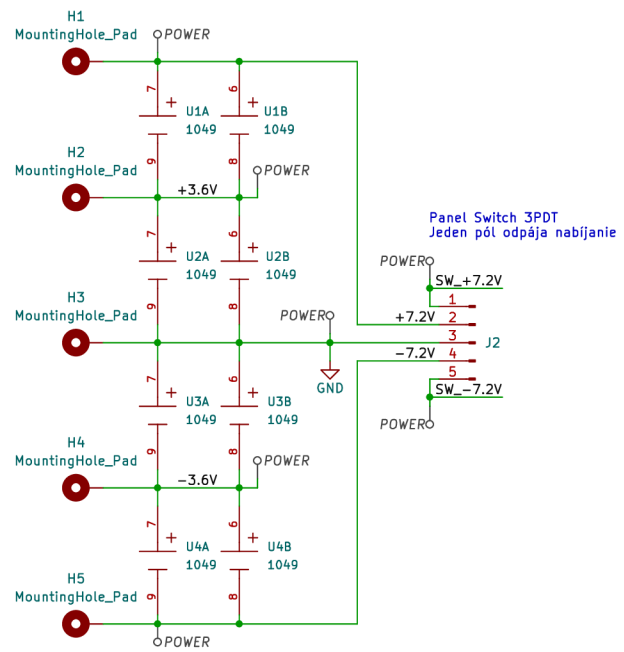 H1
MountingHole_Pad
POWER
7
6
+
U1A
1049
+
U1B
1049
9
8
H2
MountingHole_Pad
+3.6V
POWER
7
6
+
U2A
1049
+
U2B
1049
9
8
Panel Switch 3PDT
Jeden pól odpája nabíjanie
POWER
SW_+7.2V
1
+7.2V
2
3
J2
-7.2V
4
5
SW_-7.2V
POWER
H3
MountingHole_Pad
POWER
GND
7
6
+
U3A
1049
+
U3B
1049
9
8
H4
MountingHole_Pad
-3.6V
POWER
7
6
+
U4A
1049
+
U4B
1049
9
8
H5
MountingHole_Pad
POWER